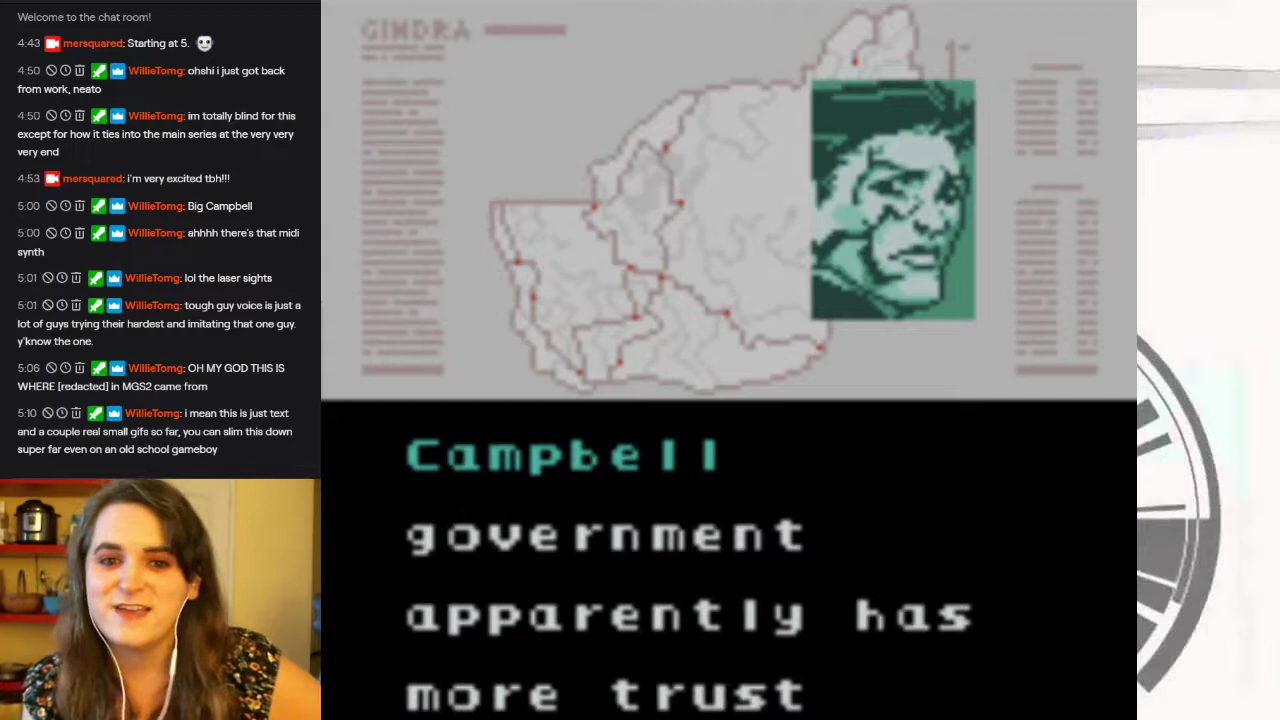 Welcome to the chat room!
4:43 mersquared: Starting at 5.
4:50 WillieTomg: ohshi i just got back
from work, neato
4:50 WillieTomg: im totally blind for this
except for how it ties into the main series at the very very
very end
4:53 mersquared: i'm very excited tbh!!!
5:00 WillieTomg: Big Campbell
5:00 WillieTomg: ahhhh there's that midi
synth
5:01 WillieTomg: lol the laser sights
5:01 WillieTomg: tough guy voice is just a
lot of guys trying their hardest and imitating that one guy.
y'know the one.
5:06 WillieTomg: OH MY GOD THIS IS
WHERE [redacted] in MGS2 came from
5:10 WillieTomg: i mean this is just text
and a couple real small gifs so far, you can slim this down
super far even on an old school gameboy
GINDRA
Campbell
government
apparently has
more trust